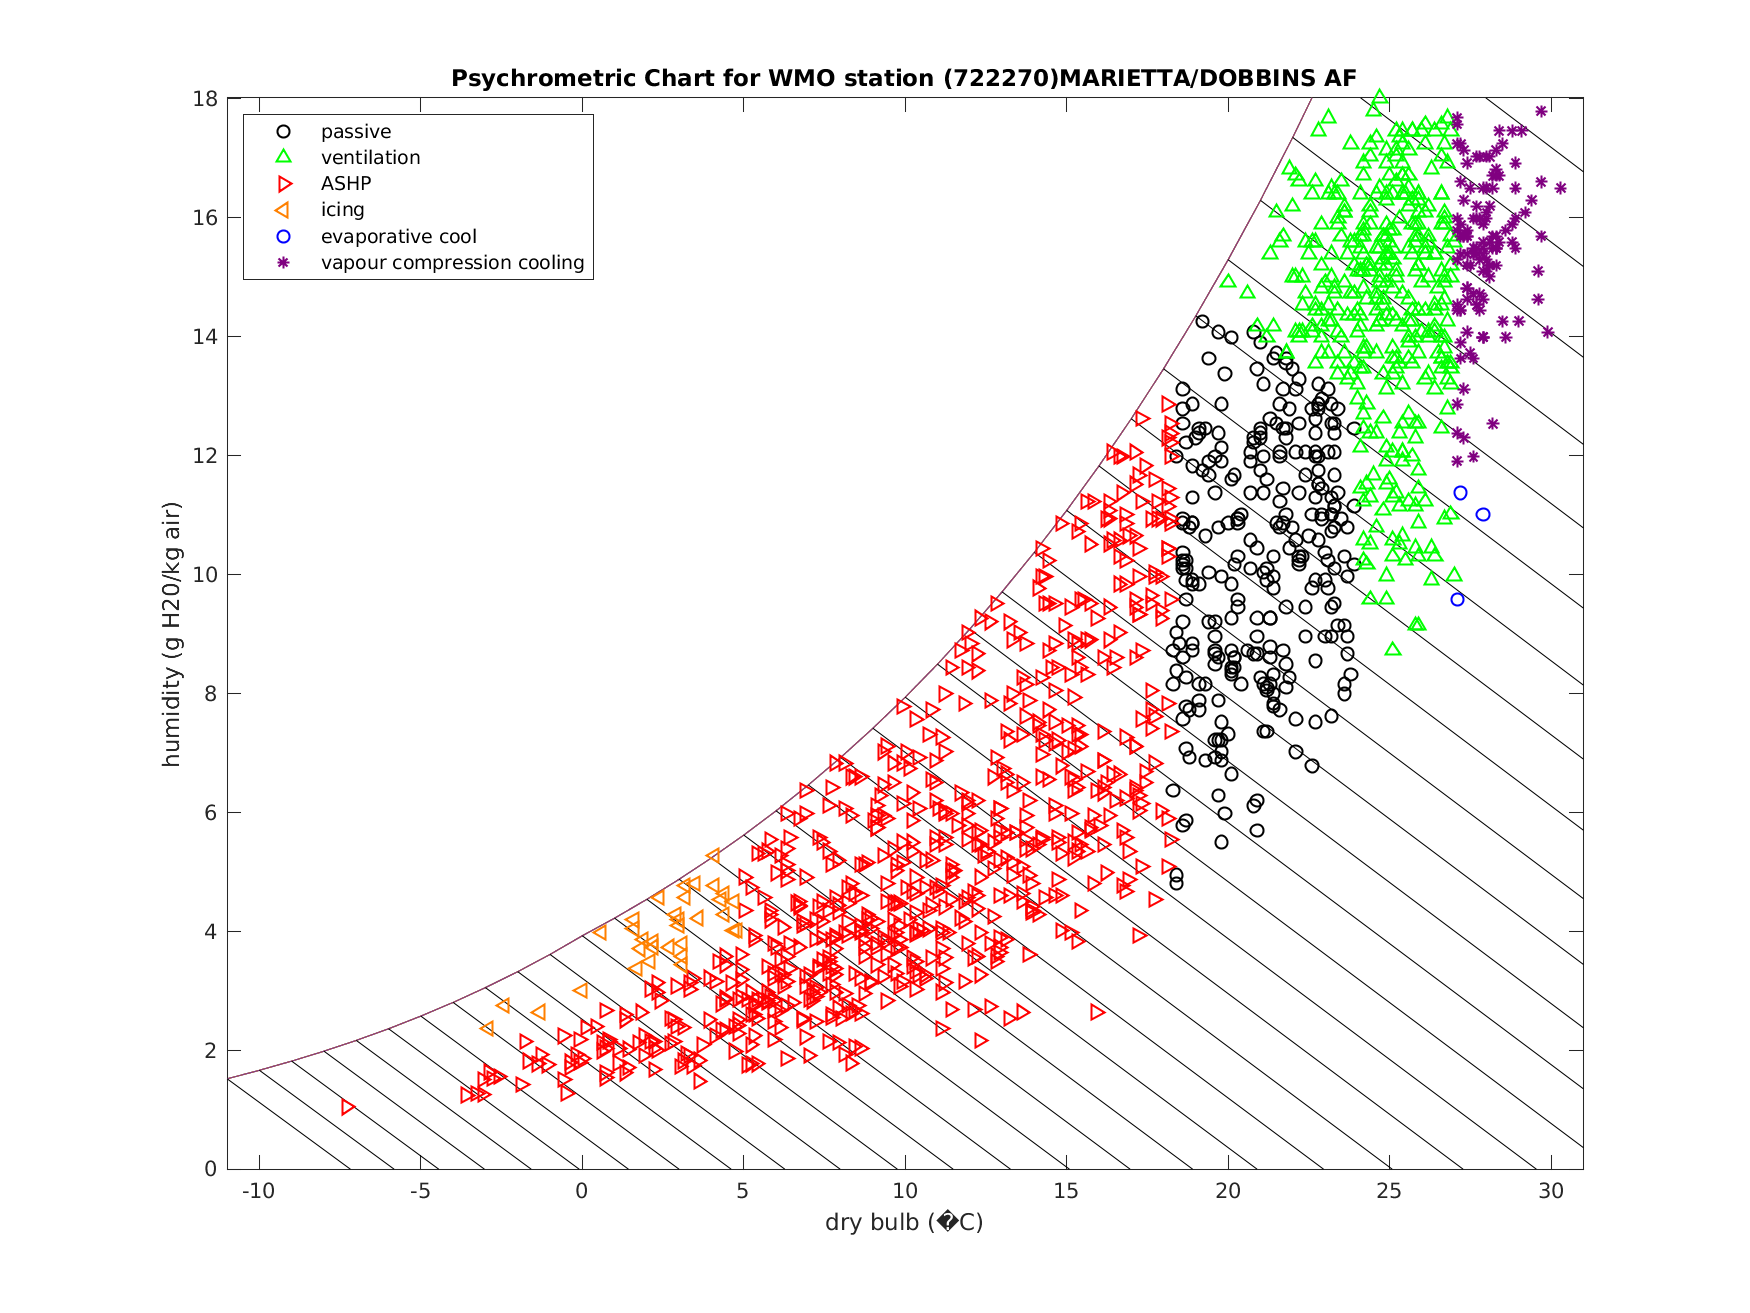 Psychrometric Chart for WMO station (722270)MARIETTA/DOBBINS AF
18
16
14
12
10
8
6
4
2
0
passive
ventilation
ASHP
icing
evaporative cool
vapour compression cooling
humidity (g H20/kg air)
-10 -5 0 5 10 15 20 25 30
dry bulb (�C)